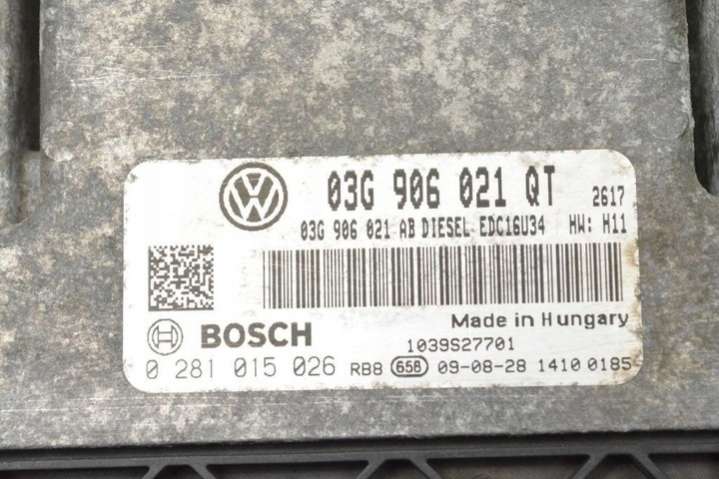 03G 906 021 QT 2617
03G 906 021 AB DIESEL EDC16U34 HW: H11
Made in Hungary
BOSCH 1039S27701
0 281 015 026 RB8 658 09-08-28 1410 0185